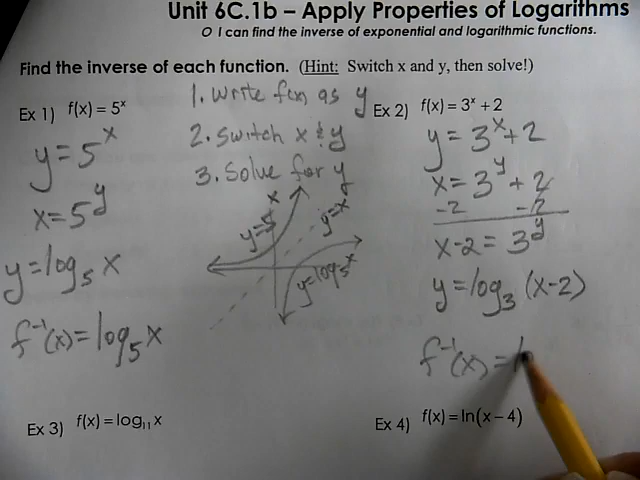 Unit 6C.1b – Apply Properties of Logarithms
O I can find the inverse of exponential and logarithmic functions.
Find the inverse of each function. (Hint: Switch x and y, then solve!)
Ex 1) f(x) = 5ˣ
y = 5ˣ
x = 5ʸ
y = log₅ x
f⁻¹(x) = log₅ x
1. Write f(x) as y
2. Switch x & y
3. Solve for y
y = 5ˣ
y = x
y = log₅ x
Ex 2) f(x) = 3ˣ + 2
y = 3ˣ + 2
x = 3ʸ + 2
-2 -2
x - 2 = 3ʸ
y = log₃ (x-2)
f⁻¹(x) = l
Ex 3) f(x) = log₁₁ x
Ex 4) f(x) = ln(x – 4)